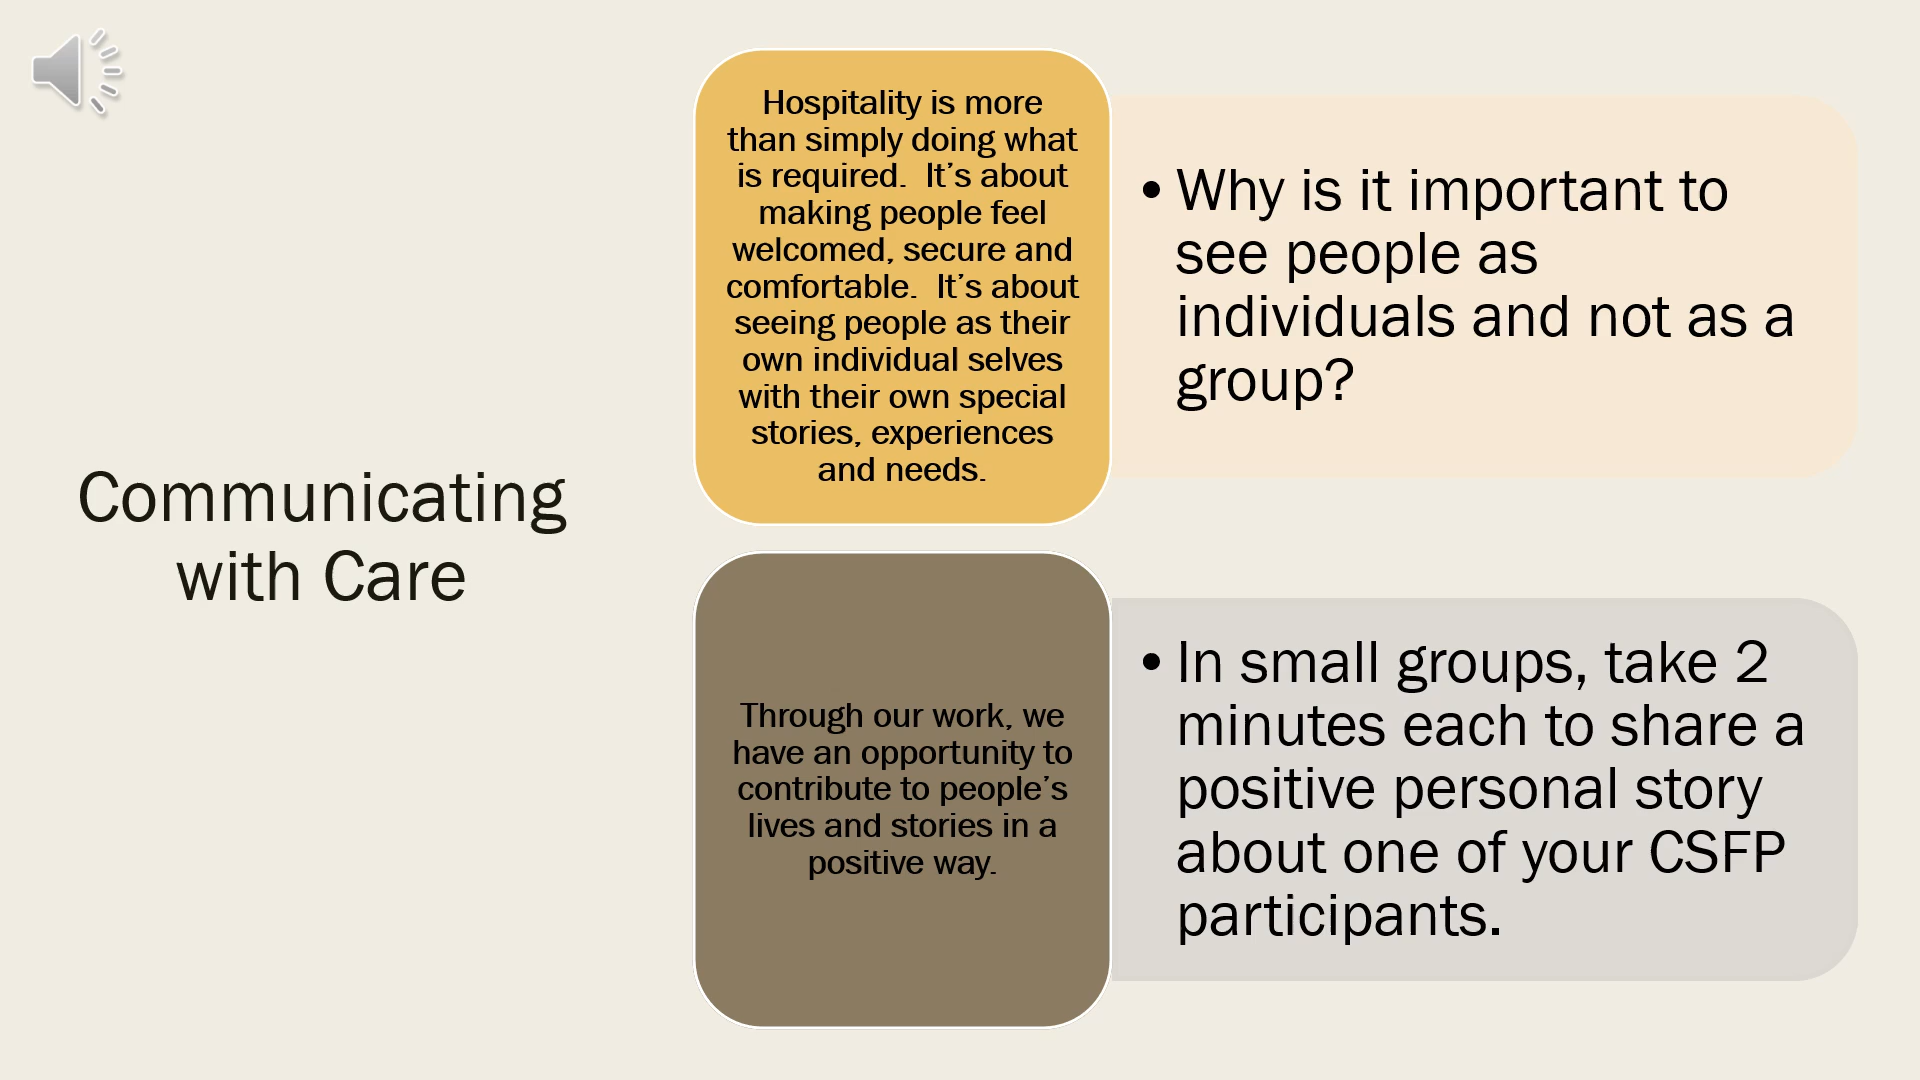 Communicating
with Care
Hospitality is more
than simply doing what
is required.  It’s about
making people feel
welcomed, secure and
comfortable.  It’s about
seeing people as their
own individual selves
with their own special
stories, experiences
and needs.
• Why is it important to
see people as
individuals and not as a
group?
Through our work, we
have an opportunity to
contribute to people’s
lives and stories in a
positive way.
• In small groups, take 2
minutes each to share a
positive personal story
about one of your CSFP
participants.